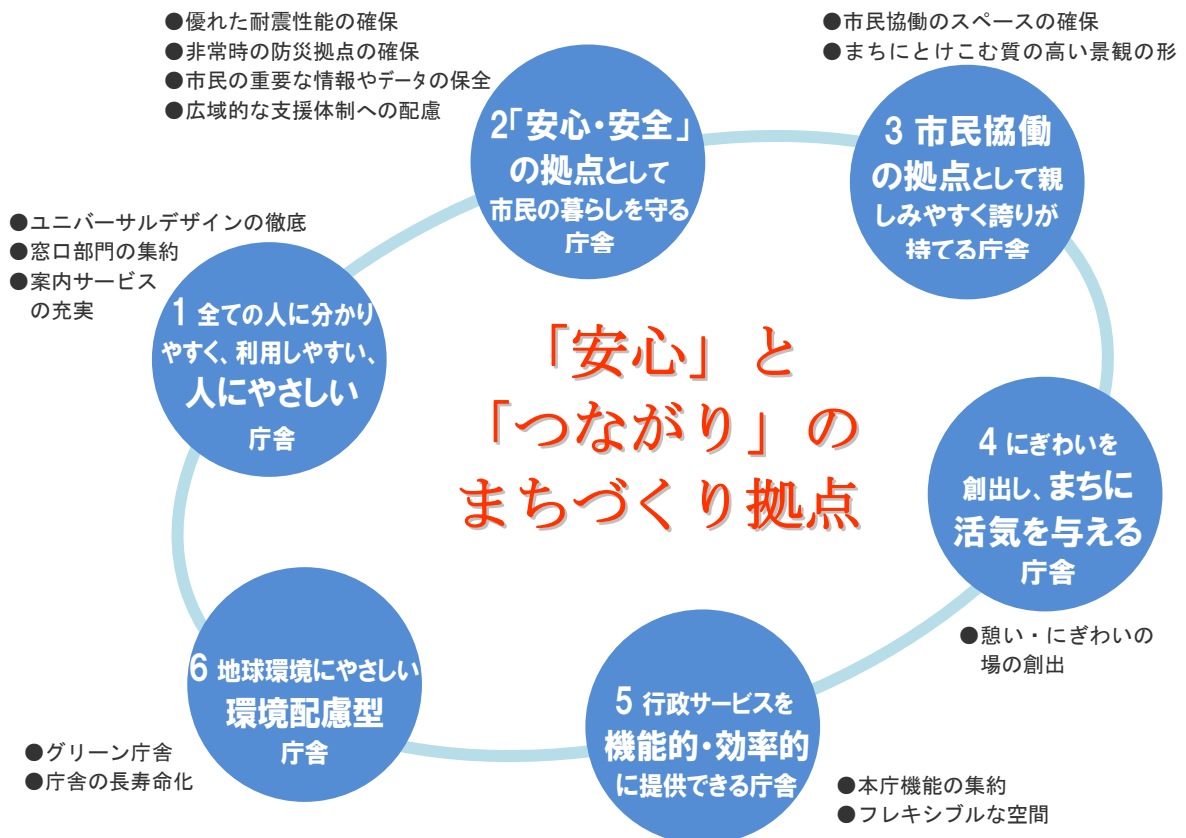 ●優れた耐震性能の確保
●非常時の防災拠点の確保
●市民の重要な情報やデータの保全
●広域的な支援体制への配慮
●市民協働のスペースの確保
●まちにとけこむ質の高い景観の形
2「安心・安全」
の拠点として
市民の暮らしを守る
庁舎
3 市民協働
の拠点として親
しみやすく誇りが
持てる庁舎
●ユニバーサルデザインの徹底
●窓口部門の集約
●案内サービス
の充実
1 全ての人に分かり
やすく、利用しやすい、
人にやさしい
庁舎
「安心」と
「つながり」の
まちづくり拠点
4 にぎわいを
創出し、まちに
活気を与える
庁舎
●憩い・にぎわいの
場の創出
6 地球環境にやさしい
環境配慮型
庁舎
5 行政サービスを
機能的・効率的
に提供できる庁舎
●グリーン庁舎
●庁舎の長寿命化
●本庁機能の集約
●フレキシブルな空間